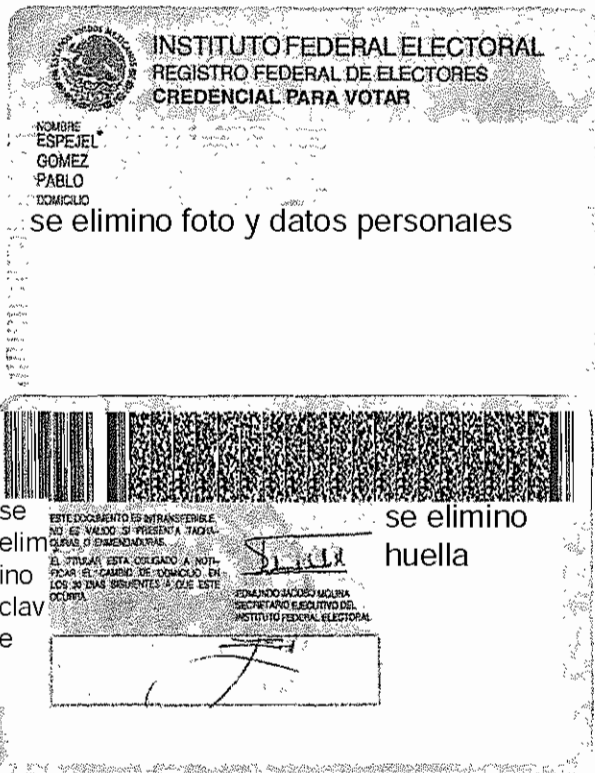 ESTADOS UNIDOS MEXICANOS
INSTITUTO FEDERAL ELECTORAL
REGISTRO FEDERAL DE ELECTORES
CREDENCIAL PARA VOTAR
NOMBRE
ESPEJEL
GOMEZ
PABLO
DOMICILIO
se elimino foto y datos personales
se
elim
ino
clav
e
ESTE DOCUMENTO ES INTRANSFERIBLE.
NO ES VALIDO SI PRESENTA TACHA-
DURAS O ENMENDADURAS.
EL TITULAR ESTA OBLIGADO A NOTI-
FICAR EL CAMBIO DE DOMICILIO EN
LOS 30 DIAS SIGUIENTES A QUE ESTE
OCURRA.
EDMUNDO JACOBO MOLINA
SECRETARIO EJECUTIVO DEL
INSTITUTO FEDERAL ELECTORAL
se elimino
huella